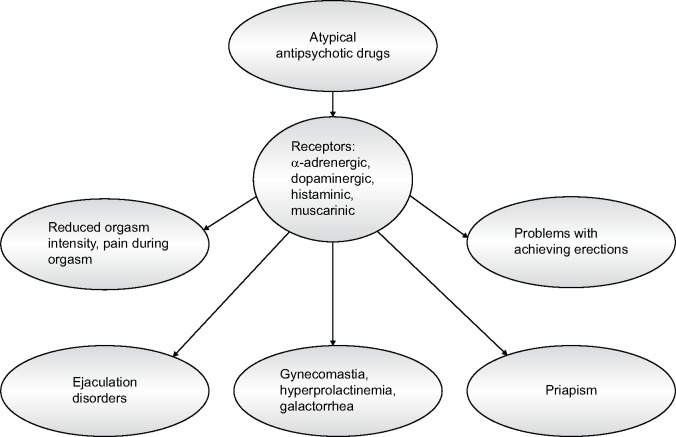 Atypical
antipsychotic drugs
Receptors:
α-adrenergic,
dopaminergic,
histaminic,
muscarinic
Reduced orgasm
intensity, pain during
orgasm
Problems with
achieving erections
Ejaculation
disorders
Gynecomastia,
hyperprolactinemia,
galactorrhea
Priapism